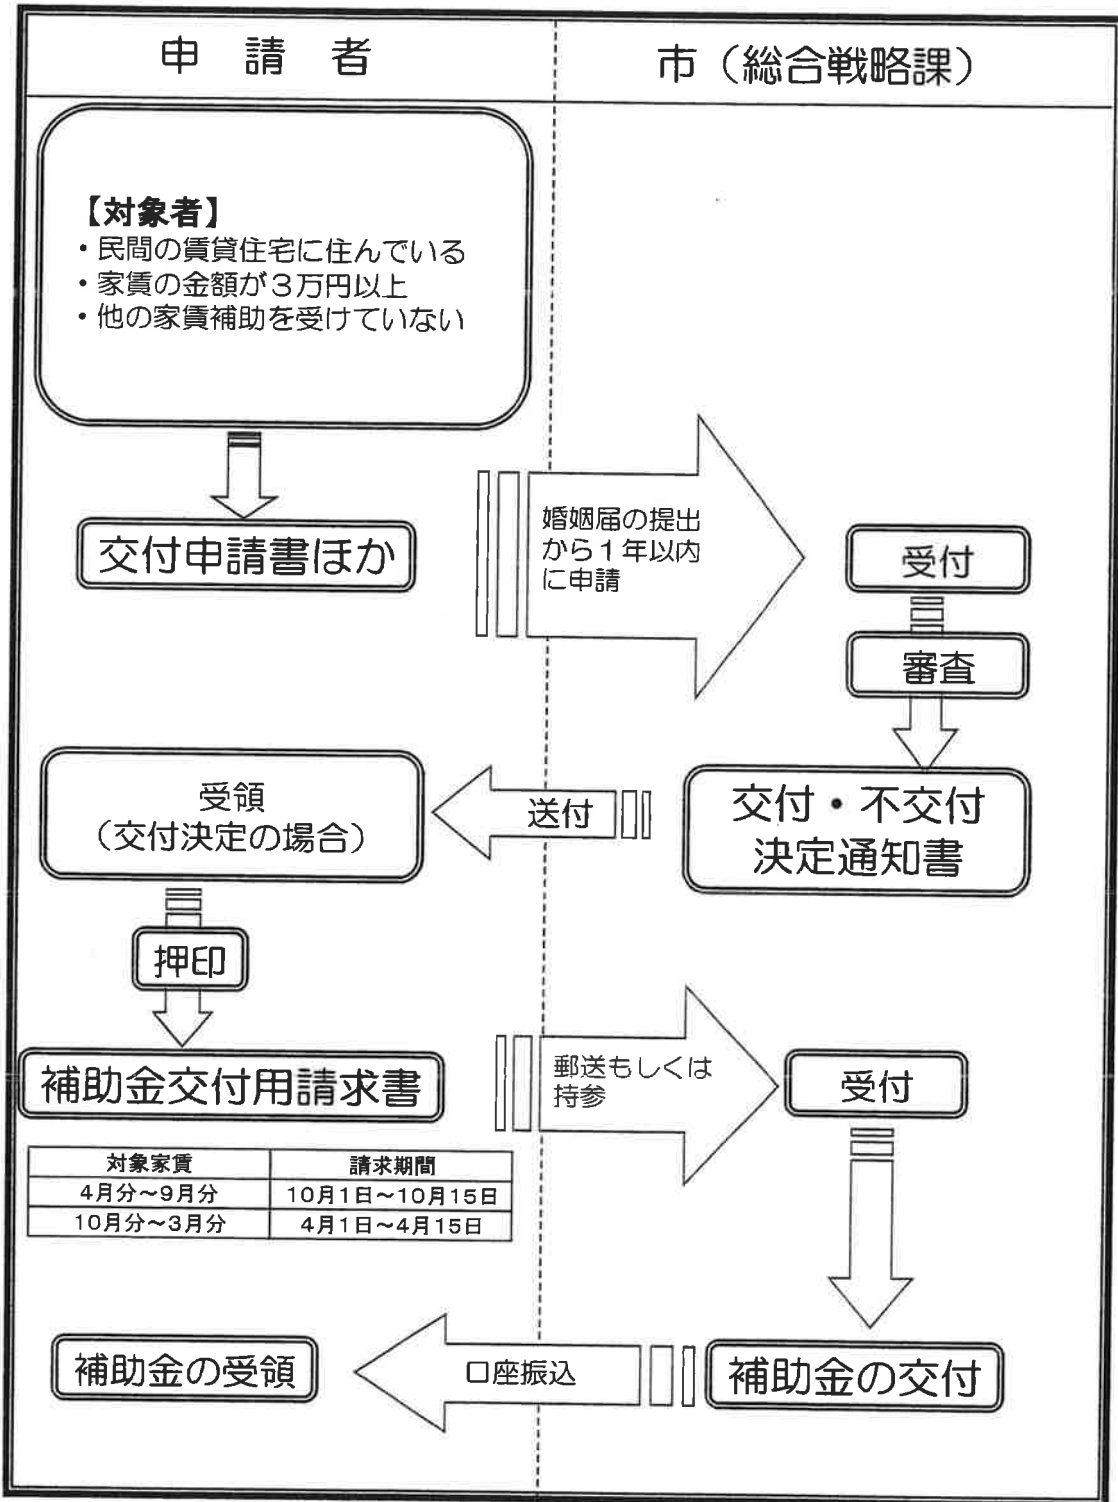 申請者
市（総合戦略課）
【対象者】
・民間の賃貸住宅に住んでいる
・家賃の金額が３万円以上
・他の家賃補助を受けていない
交付申請書ほか
婚姻届の提出
から１年以内
に申請
受付
審査
交付・不交付
決定通知書
送付
受領
（交付決定の場合）
押印
補助金交付用請求書
郵送もしくは
持参
受付
対象家賃 請求期間
4月分～9月分 10月1日～10月15日
10月分～3月分 4月1日～4月15日
補助金の交付
口座振込
補助金の受領